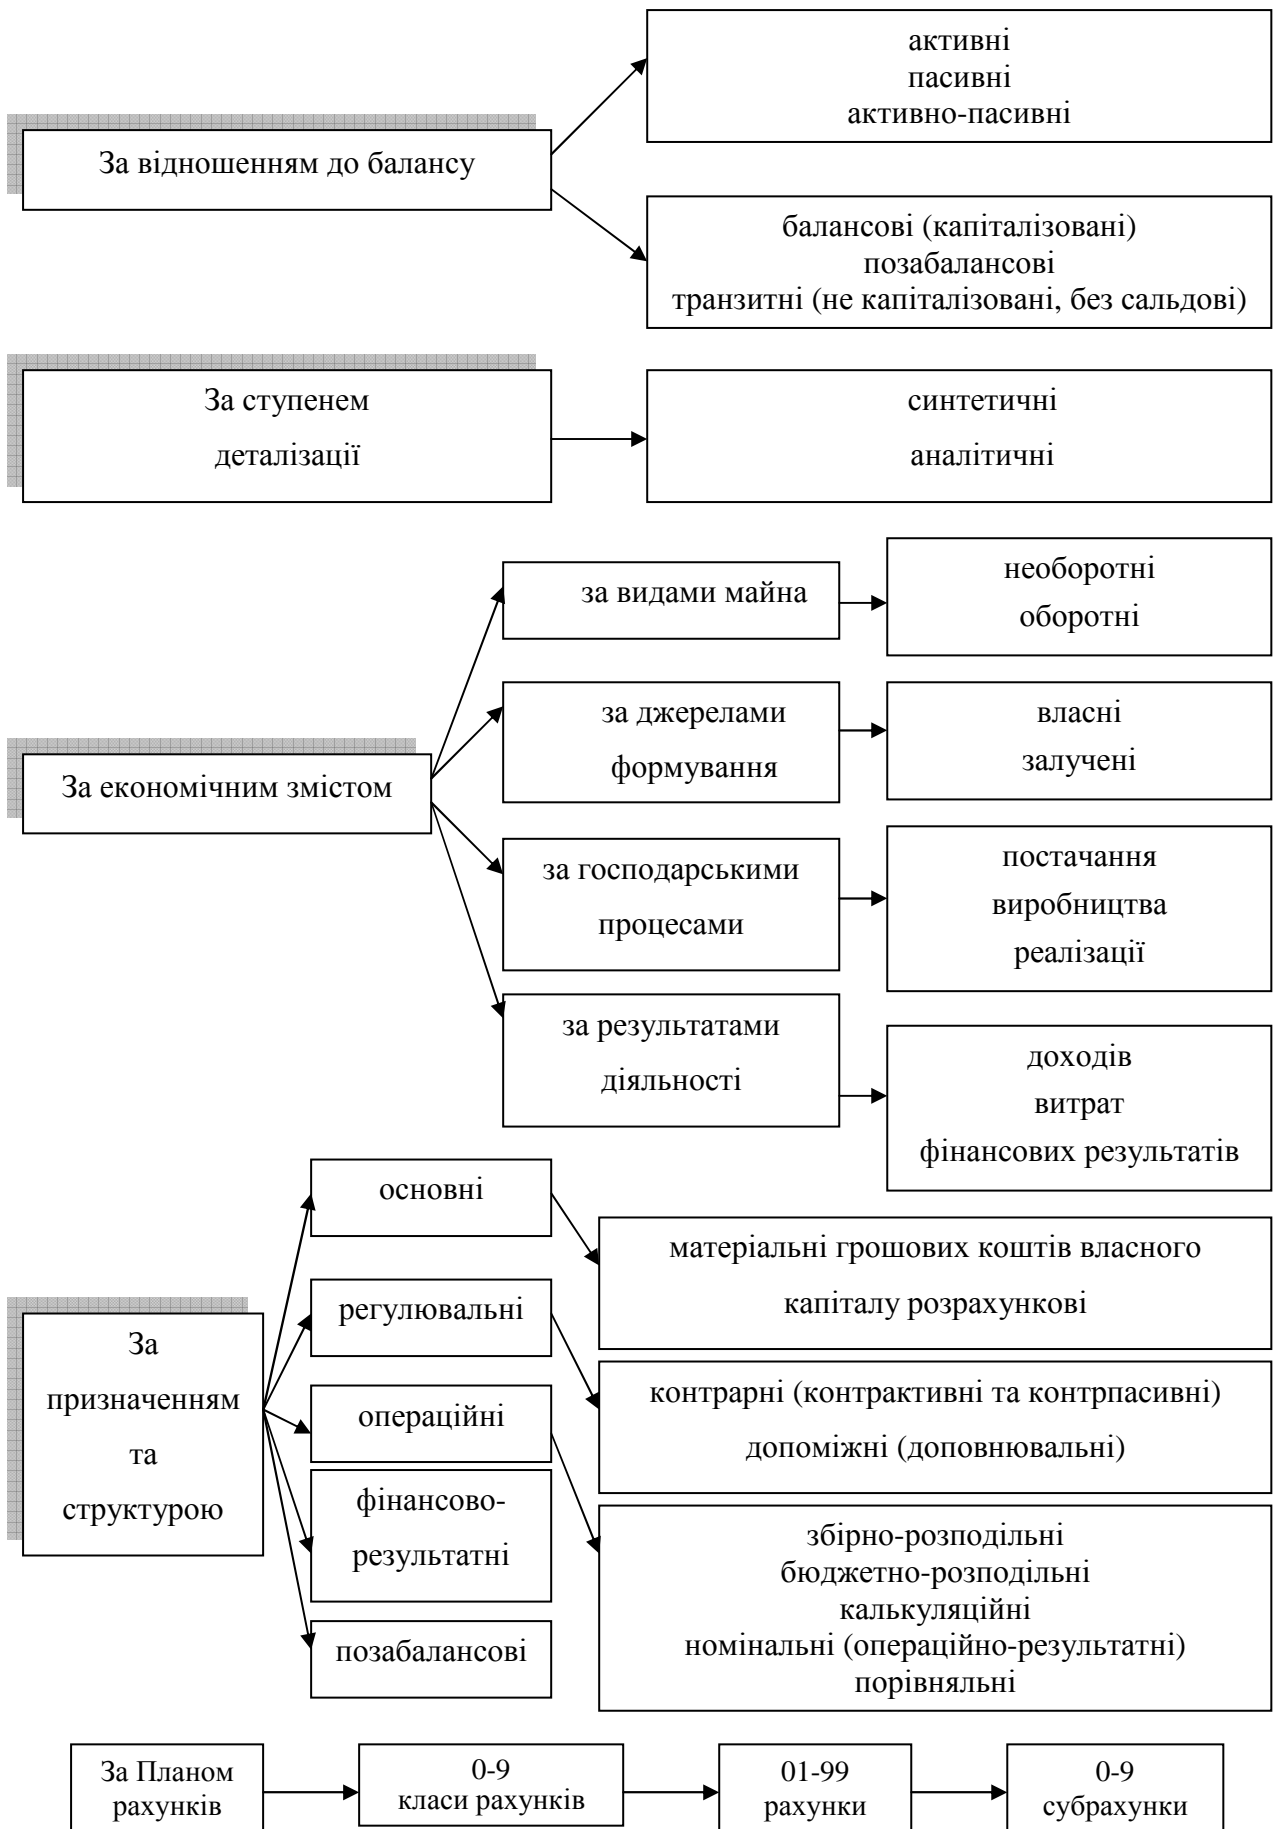 активні
пасивні
активно-пасивні
За відношенням до балансу
балансові (капіталізовані)
позабалансові
транзитні (не капіталізовані, без сальдові)
За ступенем
деталізації
синтетичні
аналітичні
За економічним змістом
за видами майна
необоротні
оборотні
за джерелами
формування
власні
залучені
за господарськими
процесами
постачання
виробництва
реалізації
за результатами
діяльності
доходів
витрат
фінансових результатів
За
призначенням
та
структурою
основні
матеріальні грошових коштів власного
капіталу розрахункові
регулювальні
контрарні (контрактивні та контрпасивні)
допоміжні (доповнювальні)
операційні
збірно-розподільні
бюджетно-розподільні
калькуляційні
номінальні (операційно-результатні)
порівняльні
фінансово-
результатні
позабалансові
За Планом
рахунків
0-9
класи рахунків
01-99
рахунки
0-9
субрахунки